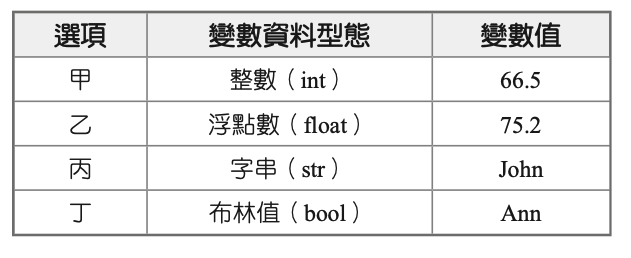 選項 變數資料型態 變數值
甲 整數（int） 66.5
乙 浮點數（float） 75.2
丙 字串（str） John
丁 布林值（bool） Ann